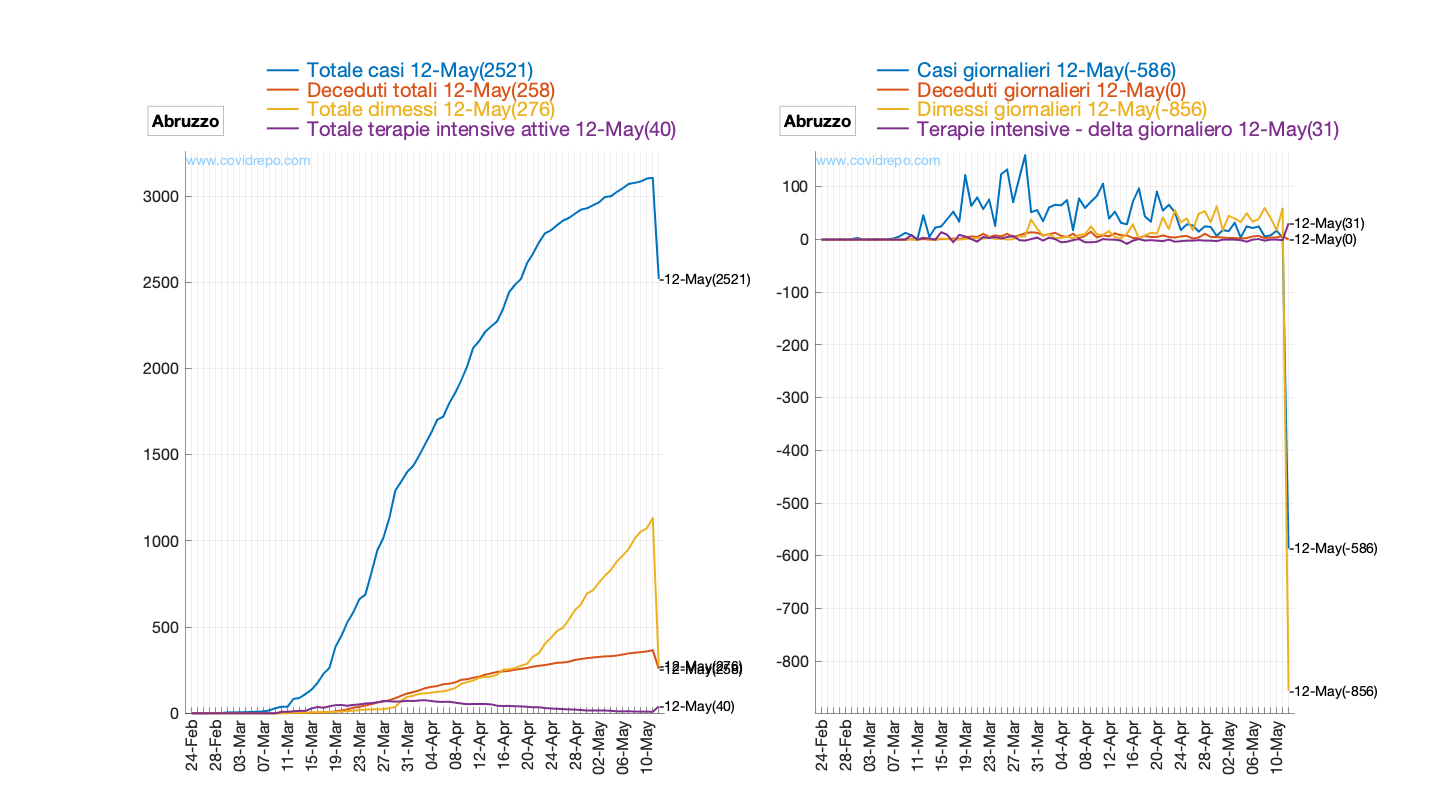 Totale casi 12-May(2521)
Deceduti totali 12-May(258)
Totale dimessi 12-May(276)
Totale terapie intensive attive 12-May(40)
Abruzzo
www.covidrepo.com
3000
2500
2000
1500
1000
500
0
12-May(2521)
12-May(276)
12-May(258)
12-May(40)
24-Feb
28-Feb
03-Mar
07-Mar
11-Mar
15-Mar
19-Mar
23-Mar
27-Mar
31-Mar
04-Apr
08-Apr
12-Apr
16-Apr
20-Apr
24-Apr
28-Apr
02-May
06-May
10-May
Casi giornalieri 12-May(-586)
Deceduti giornalieri 12-May(0)
Dimessi giornalieri 12-May(-856)
Terapie intensive - delta giornaliero 12-May(31)
Abruzzo
www.covidrepo.com
100
0
-100
-200
-300
-400
-500
-600
-700
-800
12-May(31)
12-May(0)
12-May(-586)
12-May(-856)
24-Feb
28-Feb
03-Mar
07-Mar
11-Mar
15-Mar
19-Mar
23-Mar
27-Mar
31-Mar
04-Apr
08-Apr
12-Apr
16-Apr
20-Apr
24-Apr
28-Apr
02-May
06-May
10-May